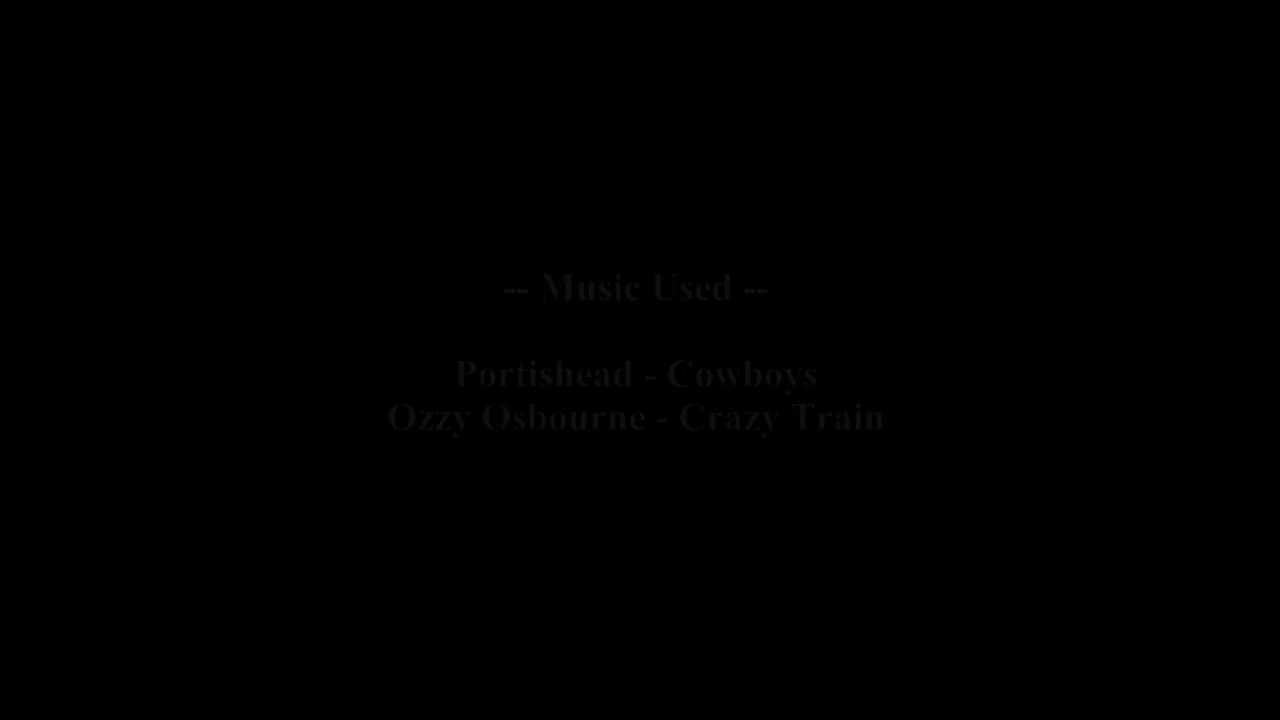 -- Music Used --
Portishead - Cowboys
Ozzy Osbourne - Crazy Train